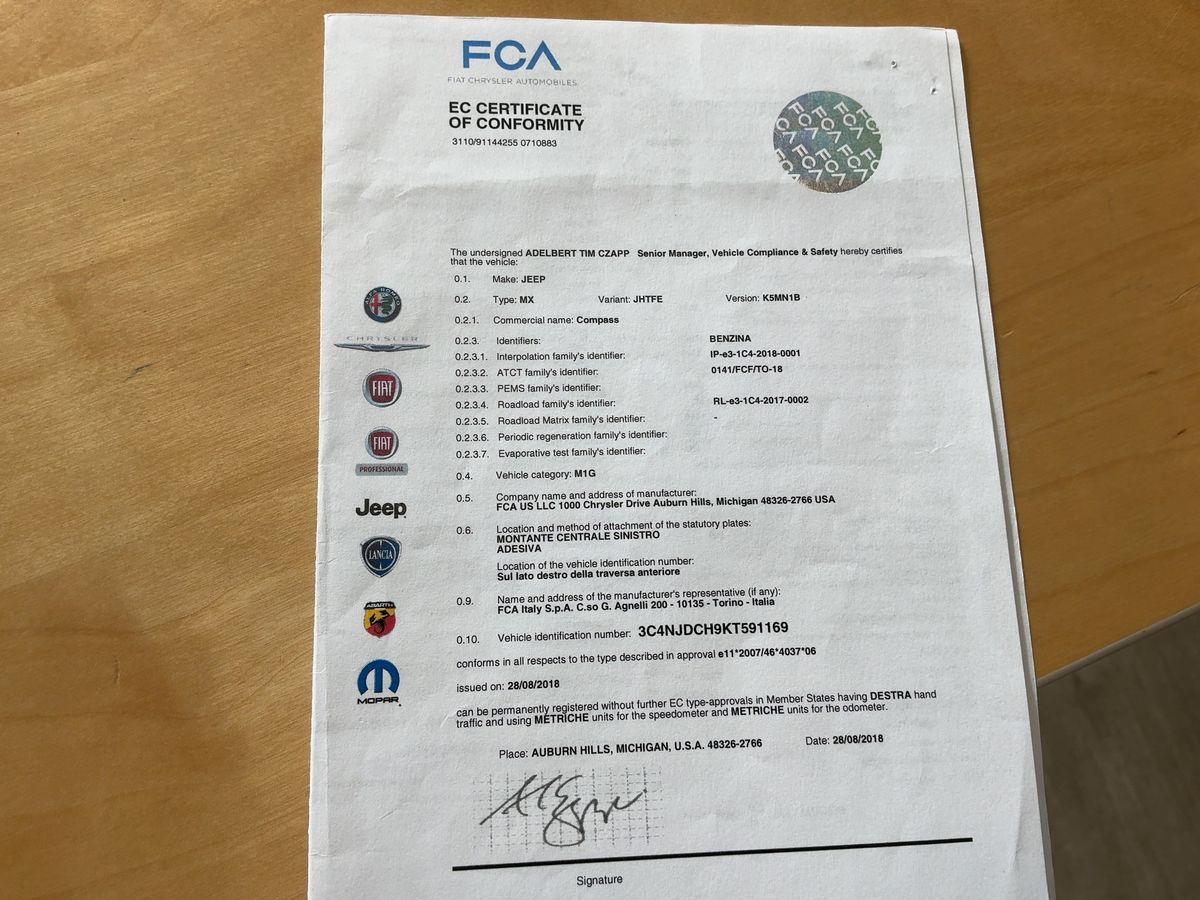 FCA
FIAT CHRYSLER AUTOMOBILES
EC CERTIFICATE
OF CONFORMITY
3110/91144255 0710883
FCA FCA FCA
FCA FCA FCA FCA
The undersigned ADELBERT TIM CZAPP Senior Manager, Vehicle Compliance & Safety hereby certifies
that the vehicle:
0.1. Make: JEEP
0.2. Type: MX Variant: JHTFE Version: K5MN1B
0.2.1. Commercial name: Compass
0.2.3. Identifiers: BENZINA
0.2.3.1. Interpolation family's identifier: IP-e3-1C4-2018-0001
0.2.3.2. ATCT family's identifier: 0141/FCF/TO-18
0.2.3.3. PEMS family's identifier:
0.2.3.4. Roadload family's identifier: RL-e3-1C4-2017-0002
0.2.3.5. Roadload Matrix family's identifier: -
0.2.3.6. Periodic regeneration family's identifier:
0.2.3.7. Evaporative test family's identifier:
0.4. Vehicle category: M1G
0.5. Company name and address of manufacturer:
FCA US LLC 1000 Chrysler Drive Auburn Hills, Michigan 48326-2766 USA
0.6. Location and method of attachment of the statutory plates:
MONTANTE CENTRALE SINISTRO
ADESIVA
Location of the vehicle identification number:
Sul lato destro della traversa anteriore
0.9. Name and address of the manufacturer's representative (if any):
FCA Italy S.p.A. C.so G. Agnelli 200 - 10135 - Torino - Italia
0.10. Vehicle identification number: 3C4NJDCH9KT591169
conforms in all respects to the type described in approval e11*2007/46*4037*06
issued on: 28/08/2018
can be permanently registered without further EC type-approvals in Member States having DESTRA hand
traffic and using METRICHE units for the speedometer and METRICHE units for the odometer.
Place: AUBURN HILLS, MICHIGAN, U.S.A. 48326-2766 Date: 28/08/2018
Signature
ALFA ROMEO
CHRYSLER
FIAT
FIAT
PROFESSIONAL
Jeep
LANCIA
ABARTH
MOPAR